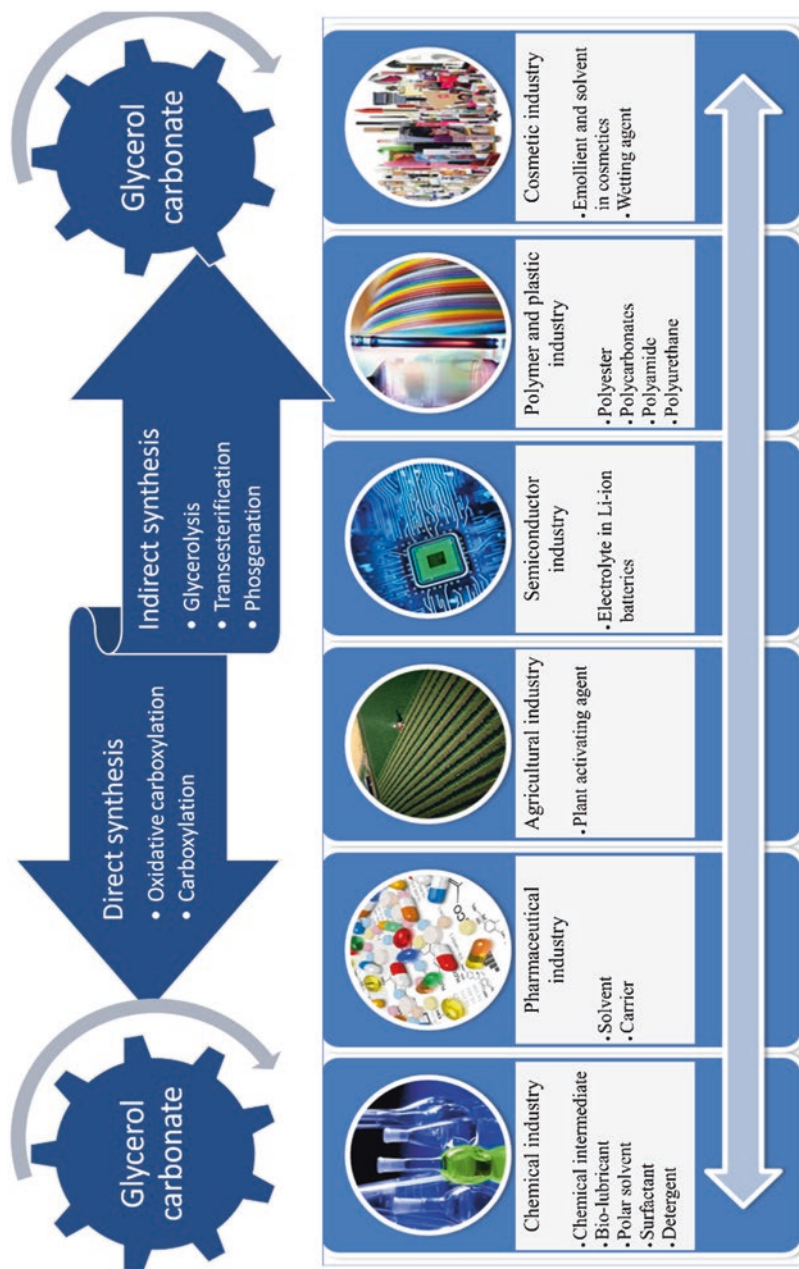 Glycerol
carbonate
Direct synthesis
• Oxidative carboxylation
• Carboxylation
Indirect synthesis
• Glycerolysis
• Transesterification
• Phosgenation
Glycerol
carbonate
Chemical industry
• Chemical intermediate
• Bio-lubricant
• Polar solvent
• Surfactant
• Detergent
Pharmaceutical
industry
• Solvent
• Carrier
Agricultural industry
• Plant activating agent
Semiconductor
industry
• Electrolyte in Li-ion
batteries
Polymer and plastic
industry
• Polyester
• Polycarbonates
• Polyamide
• Polyurethane
Cosmetic industry
• Emollient and solvent
in cosmetics
• Wetting agent